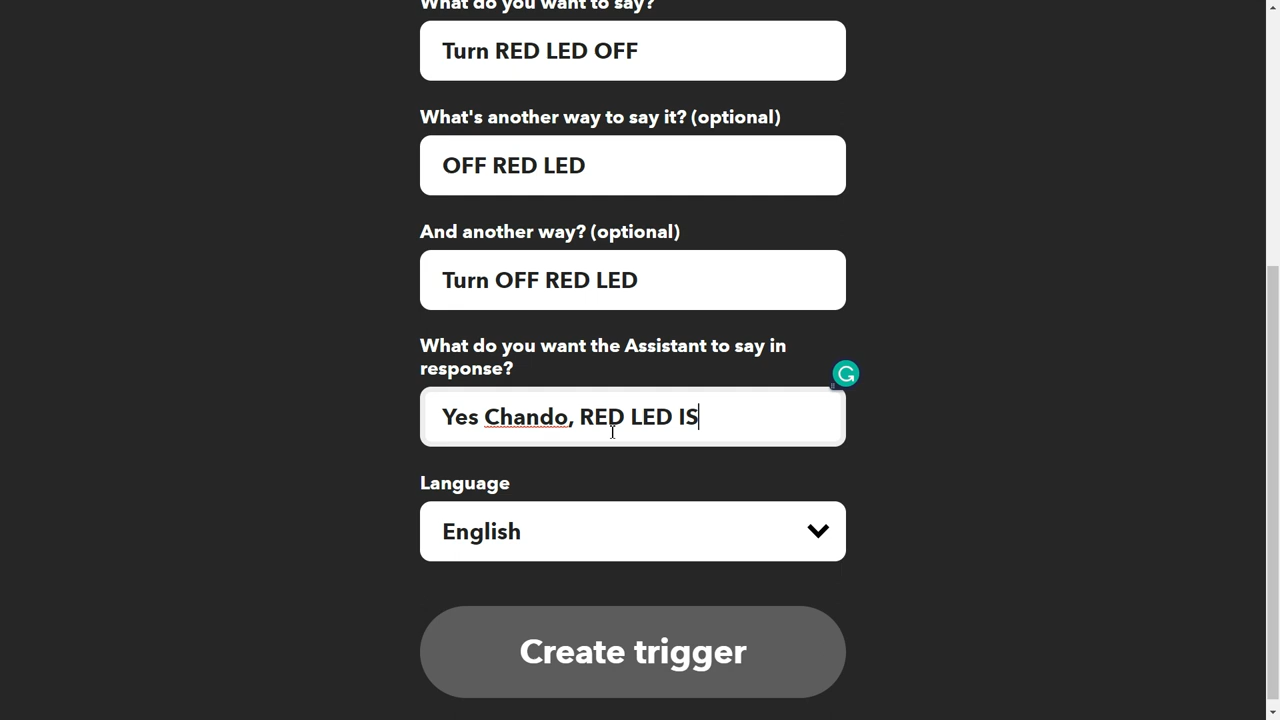 What do you want to say?
Turn RED LED OFF
What's another way to say it? (optional)
OFF RED LED
And another way? (optional)
Turn OFF RED LED
What do you want the Assistant to say in
response?
Yes Chando, RED LED IS
Language
English
Create trigger